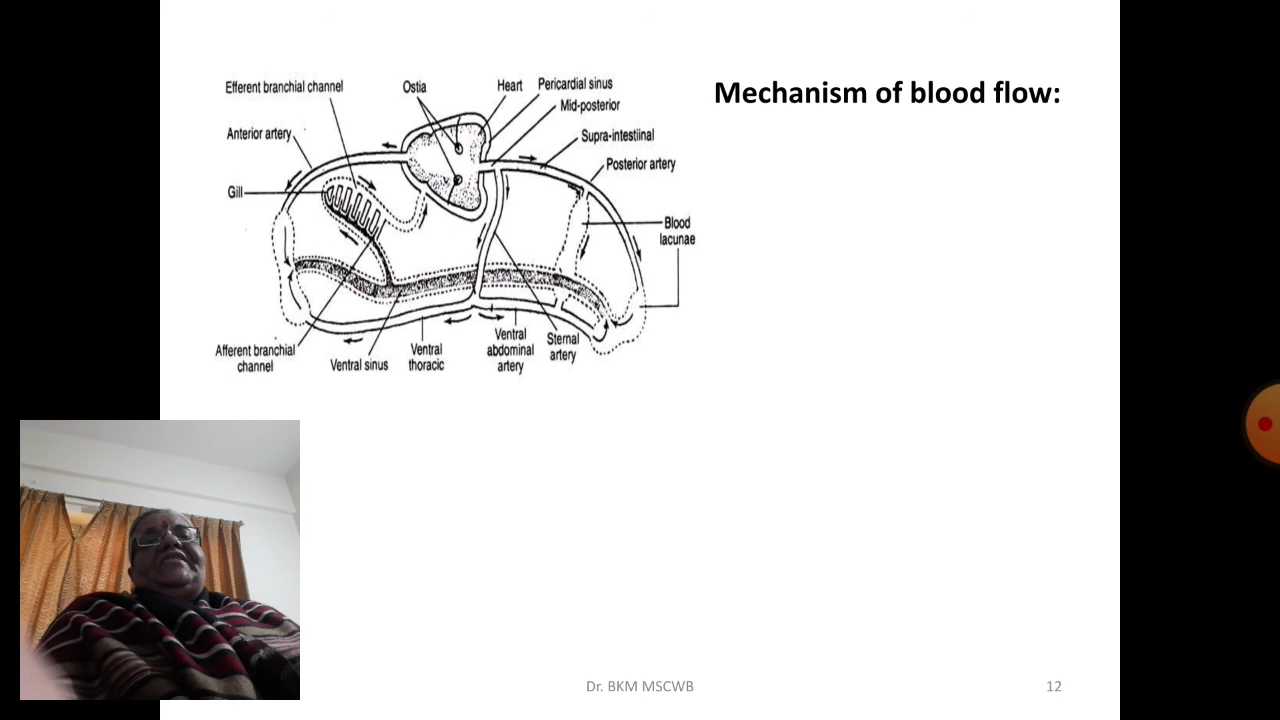 Mechanism of blood flow:
Efferent branchial channel
Ostia
Heart
Pericardial sinus
Mid-posterior
Anterior artery
Supra-intestiinal
Posterior artery
Gill
Blood
lacunae
Afferent branchial
channel
Ventral sinus
Ventral
thoracic
Ventral
abdominal
artery
Sternal
artery
Dr. BKM MSCWB
12